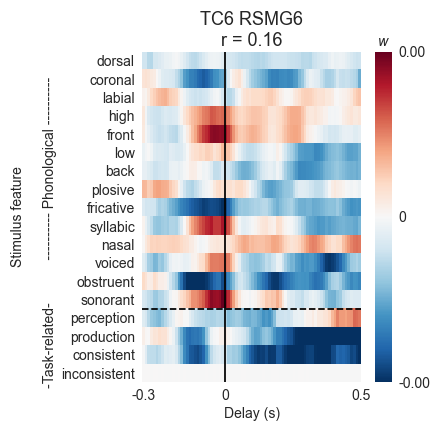 TC6 RSMG6
r = 0.16
w
dorsal
coronal
labial
high
front
low
back
plosive
fricative
syllabic
nasal
voiced
obstruent
sonorant
perception
production
consistent
inconsistent
Stimulus feature
-Task-related- ---------- Phonological ----------
0.00
0
-0.00
-0.3
0
0.5
Delay (s)